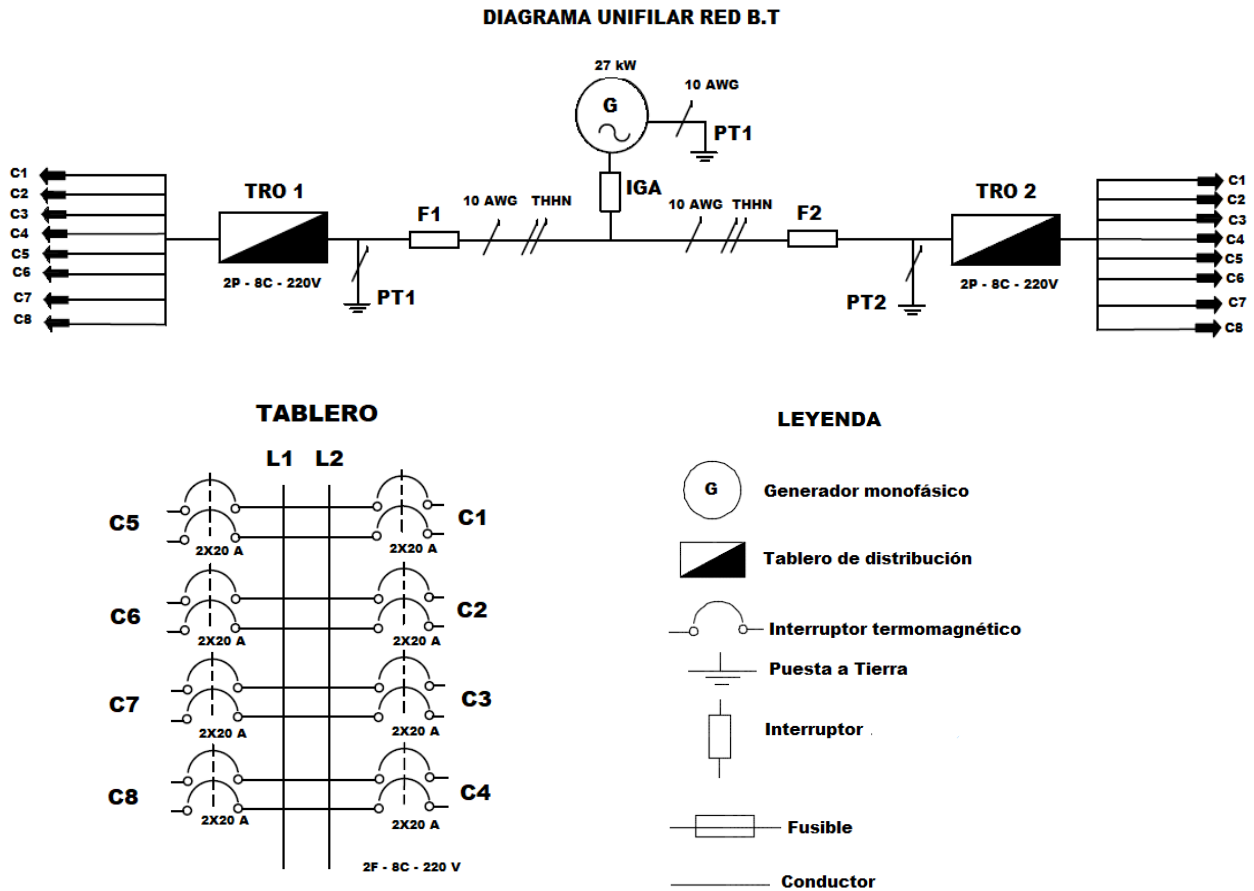 DIAGRAMA UNIFILAR RED B.T
27 kW
G
10 AWG
PT1
IGA
C1
C2
C3
C4
C5
C6
C7
C8
TRO 1
2P - 8C - 220V
PT1
F1
10 AWG THHN
10 AWG THHN
F2
PT2
TRO 2
2P - 8C - 220V
C1
C2
C3
C4
C5
C6
C7
C8
TABLERO
L1 L2
C5 C1
2X20 A 2X20 A
C6 C2
2X20 A 2X20 A
C7 C3
2X20 A 2X20 A
C8 C4
2X20 A 2X20 A
2F - 8C - 220 V
LEYENDA
G Generador monofásico
Tablero de distribución
Interruptor termomagnético
Puesta a Tierra
Interruptor
Fusible
Conductor